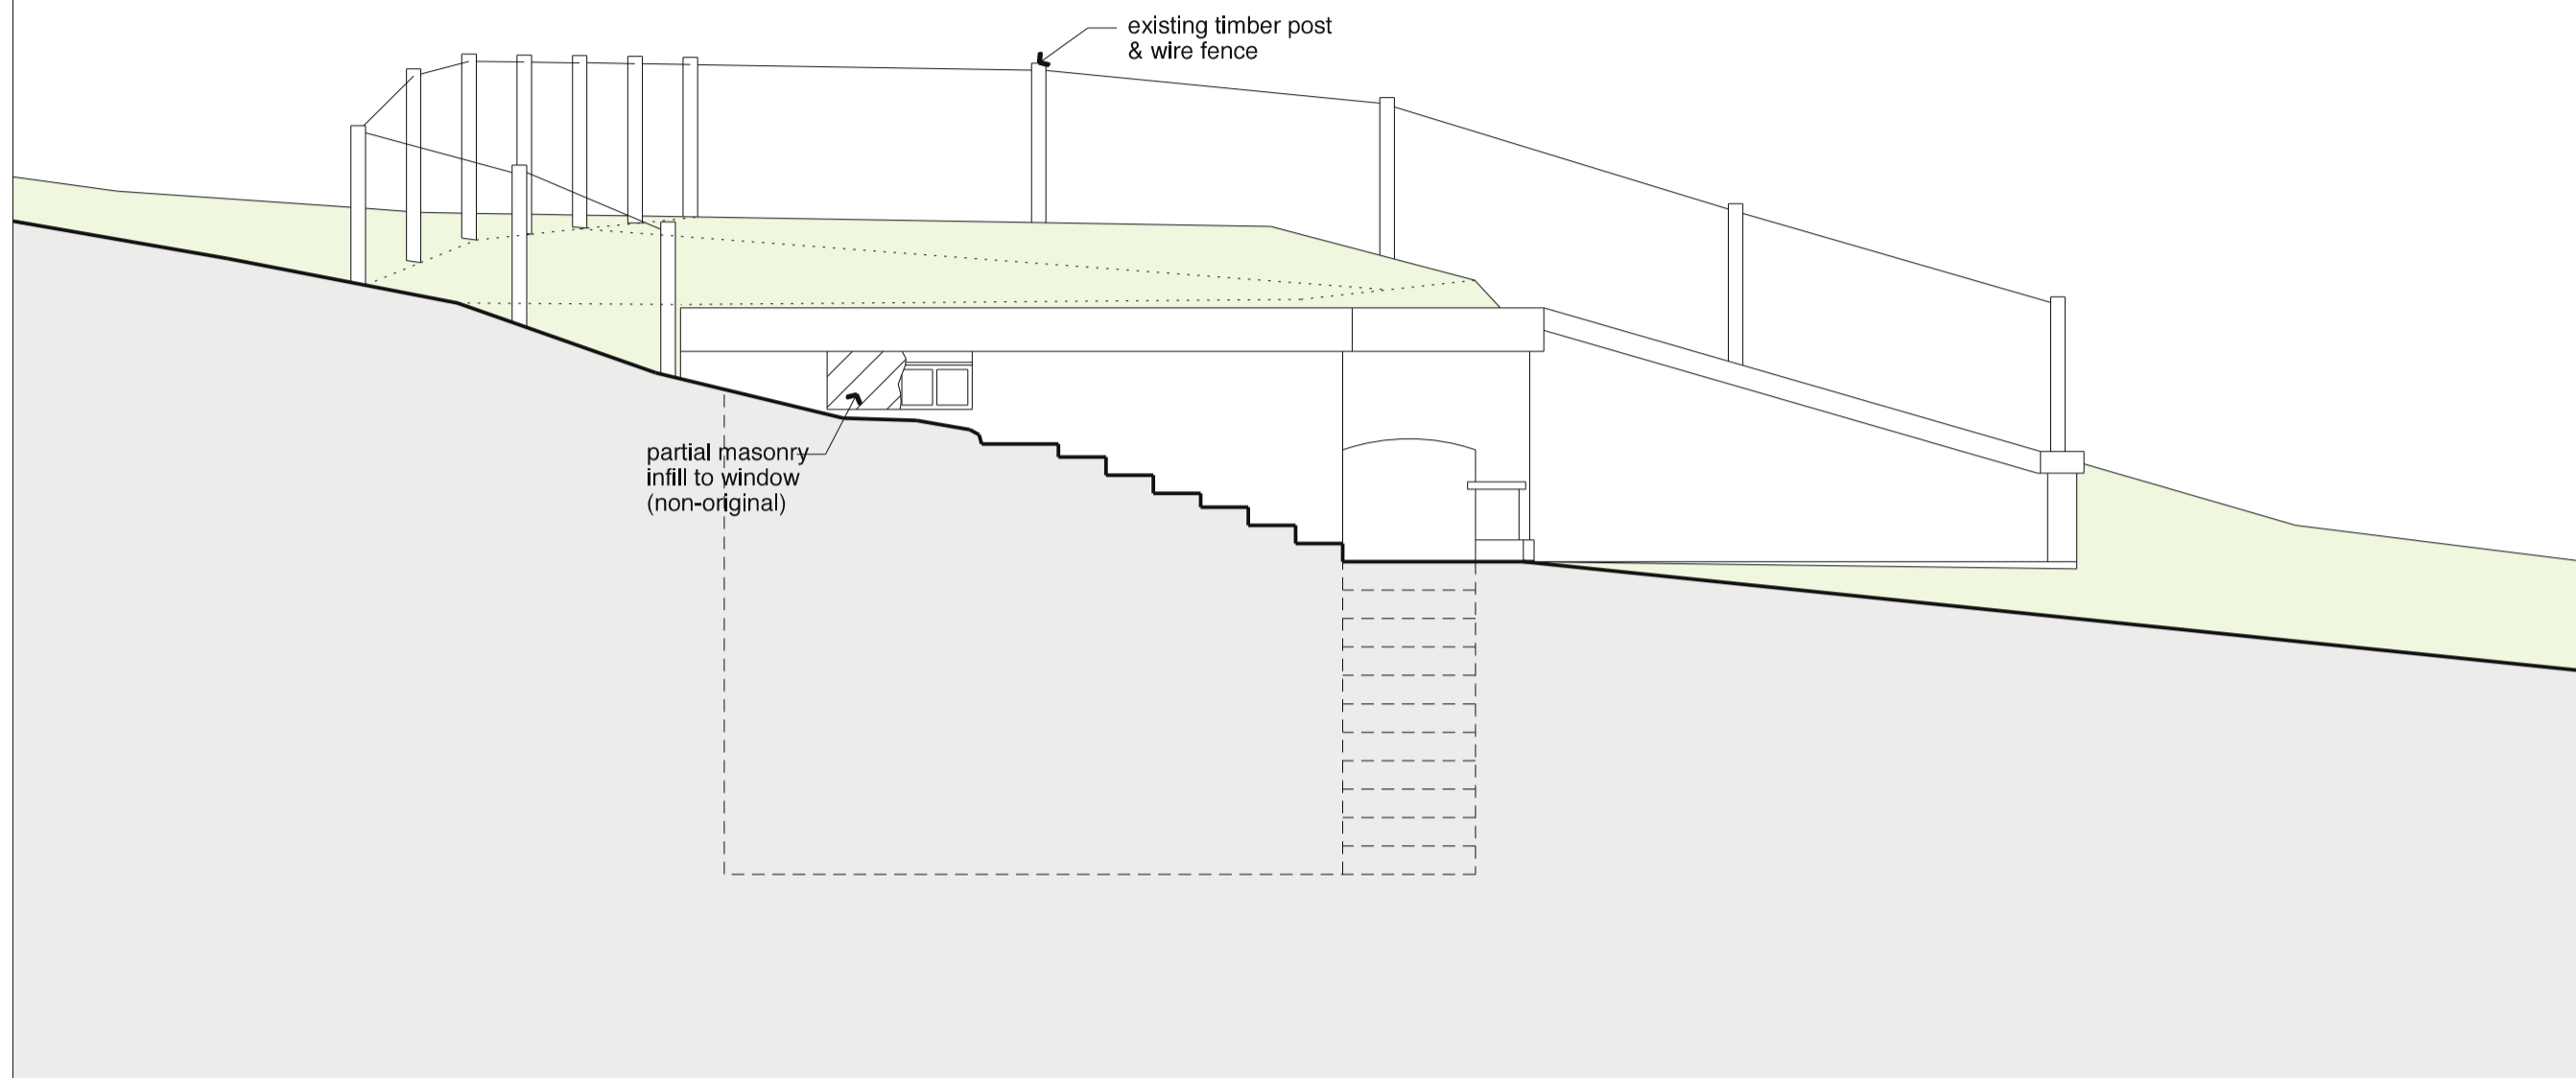 existing timber post
& wire fence
partial masonry
infill to window
(non-original)